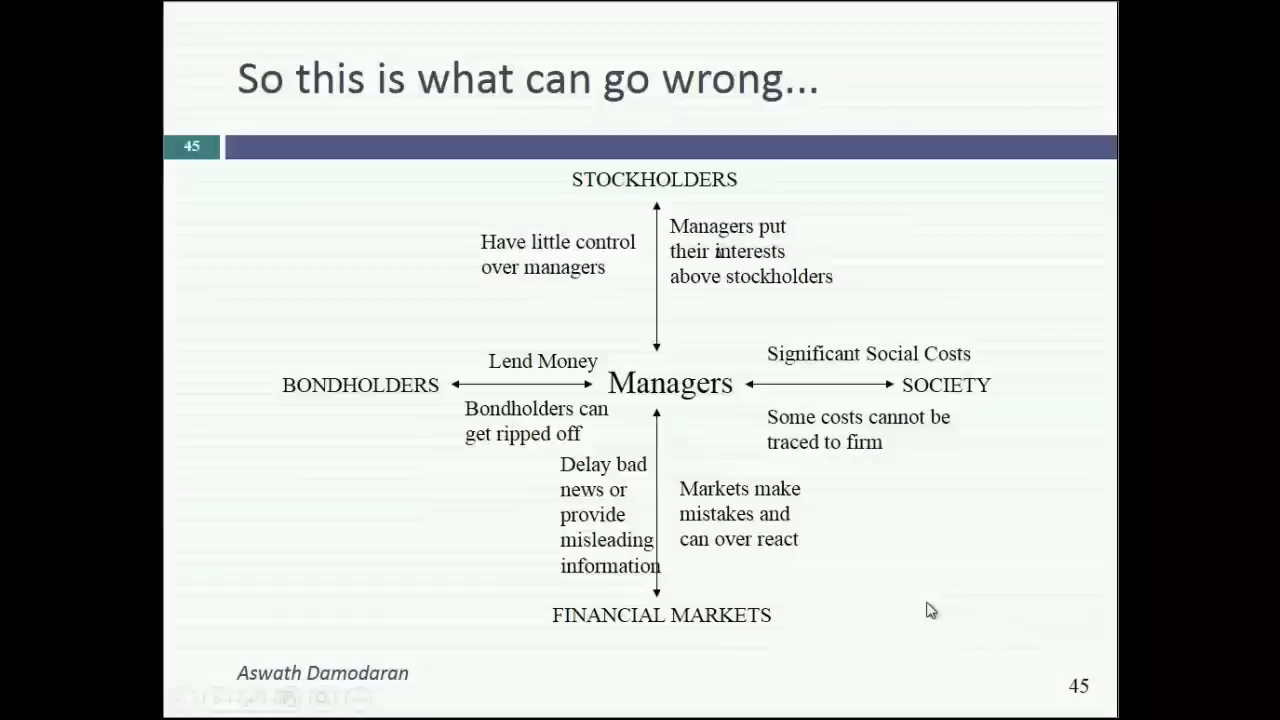 So this is what can go wrong...
45
STOCKHOLDERS
Have little control
over managers
Managers put
their interests
above stockholders
Lend Money
Significant Social Costs
BONDHOLDERS
Managers
SOCIETY
Bondholders can
get ripped off
Some costs cannot be
traced to firm
Delay bad
news or
provide
misleading
information
Markets make
mistakes and
can over react
FINANCIAL MARKETS
Aswath Damodaran
45